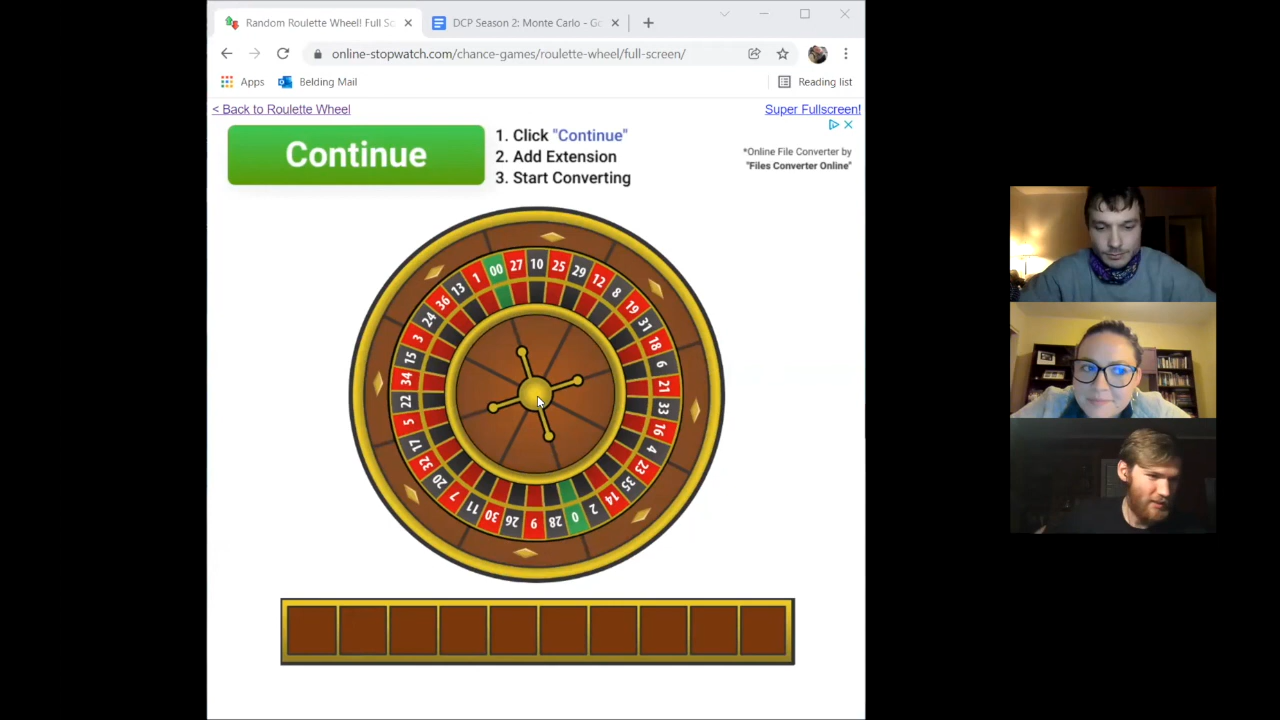 Random Roulette Wheel! Full Sc
DCP Season 2: Monte Carlo - Go
online-stopwatch.com/chance-games/roulette-wheel/full-screen/
Apps
Belding Mail
Reading list
< Back to Roulette Wheel
Super Fullscreen!
Continue
1. Click "Continue"
2. Add Extension
3. Start Converting
*Online File Converter by
"Files Converter Online"
00 27 10 25 29 12 8 19 31 18 6 21 33 16 4 23 35 14 2 0 28 9 26 30 11 7 20 32 17 5 22 34 15 3 24 36 13 1